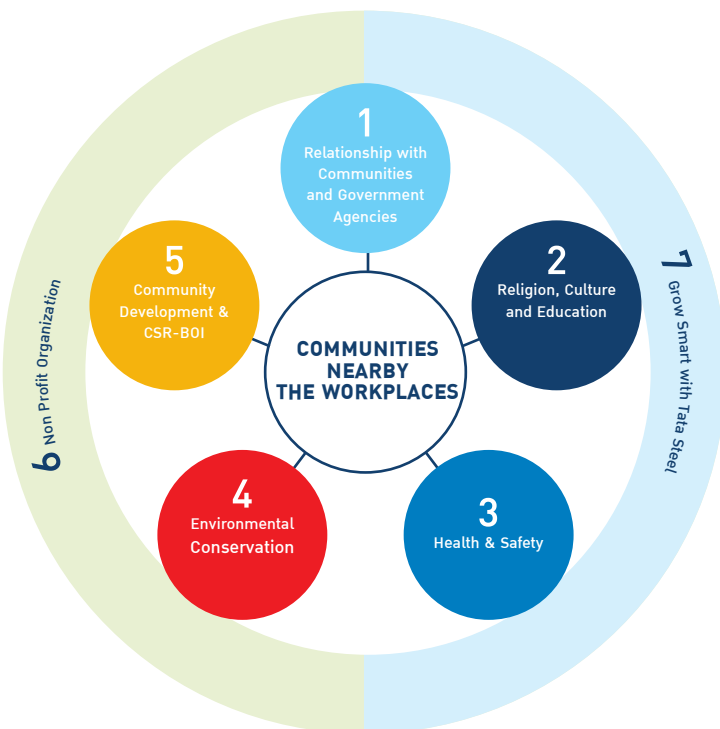 1
Relationship with
Communities
and Government
Agencies
2
Religion, Culture
and Education
3
Health & Safety
4
Environmental
Conservation
5
Community
Development &
CSR-BOI
COMMUNITIES
NEARBY
THE WORKPLACES
6 Non Profit Organization
7 Grow Smart with Tata Steel